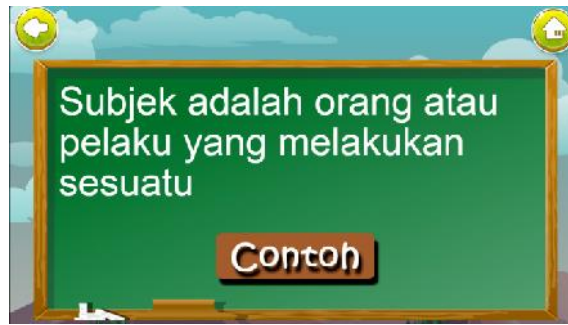 Subjek adalah orang atau
pelaku yang melakukan
sesuatu
Contoh